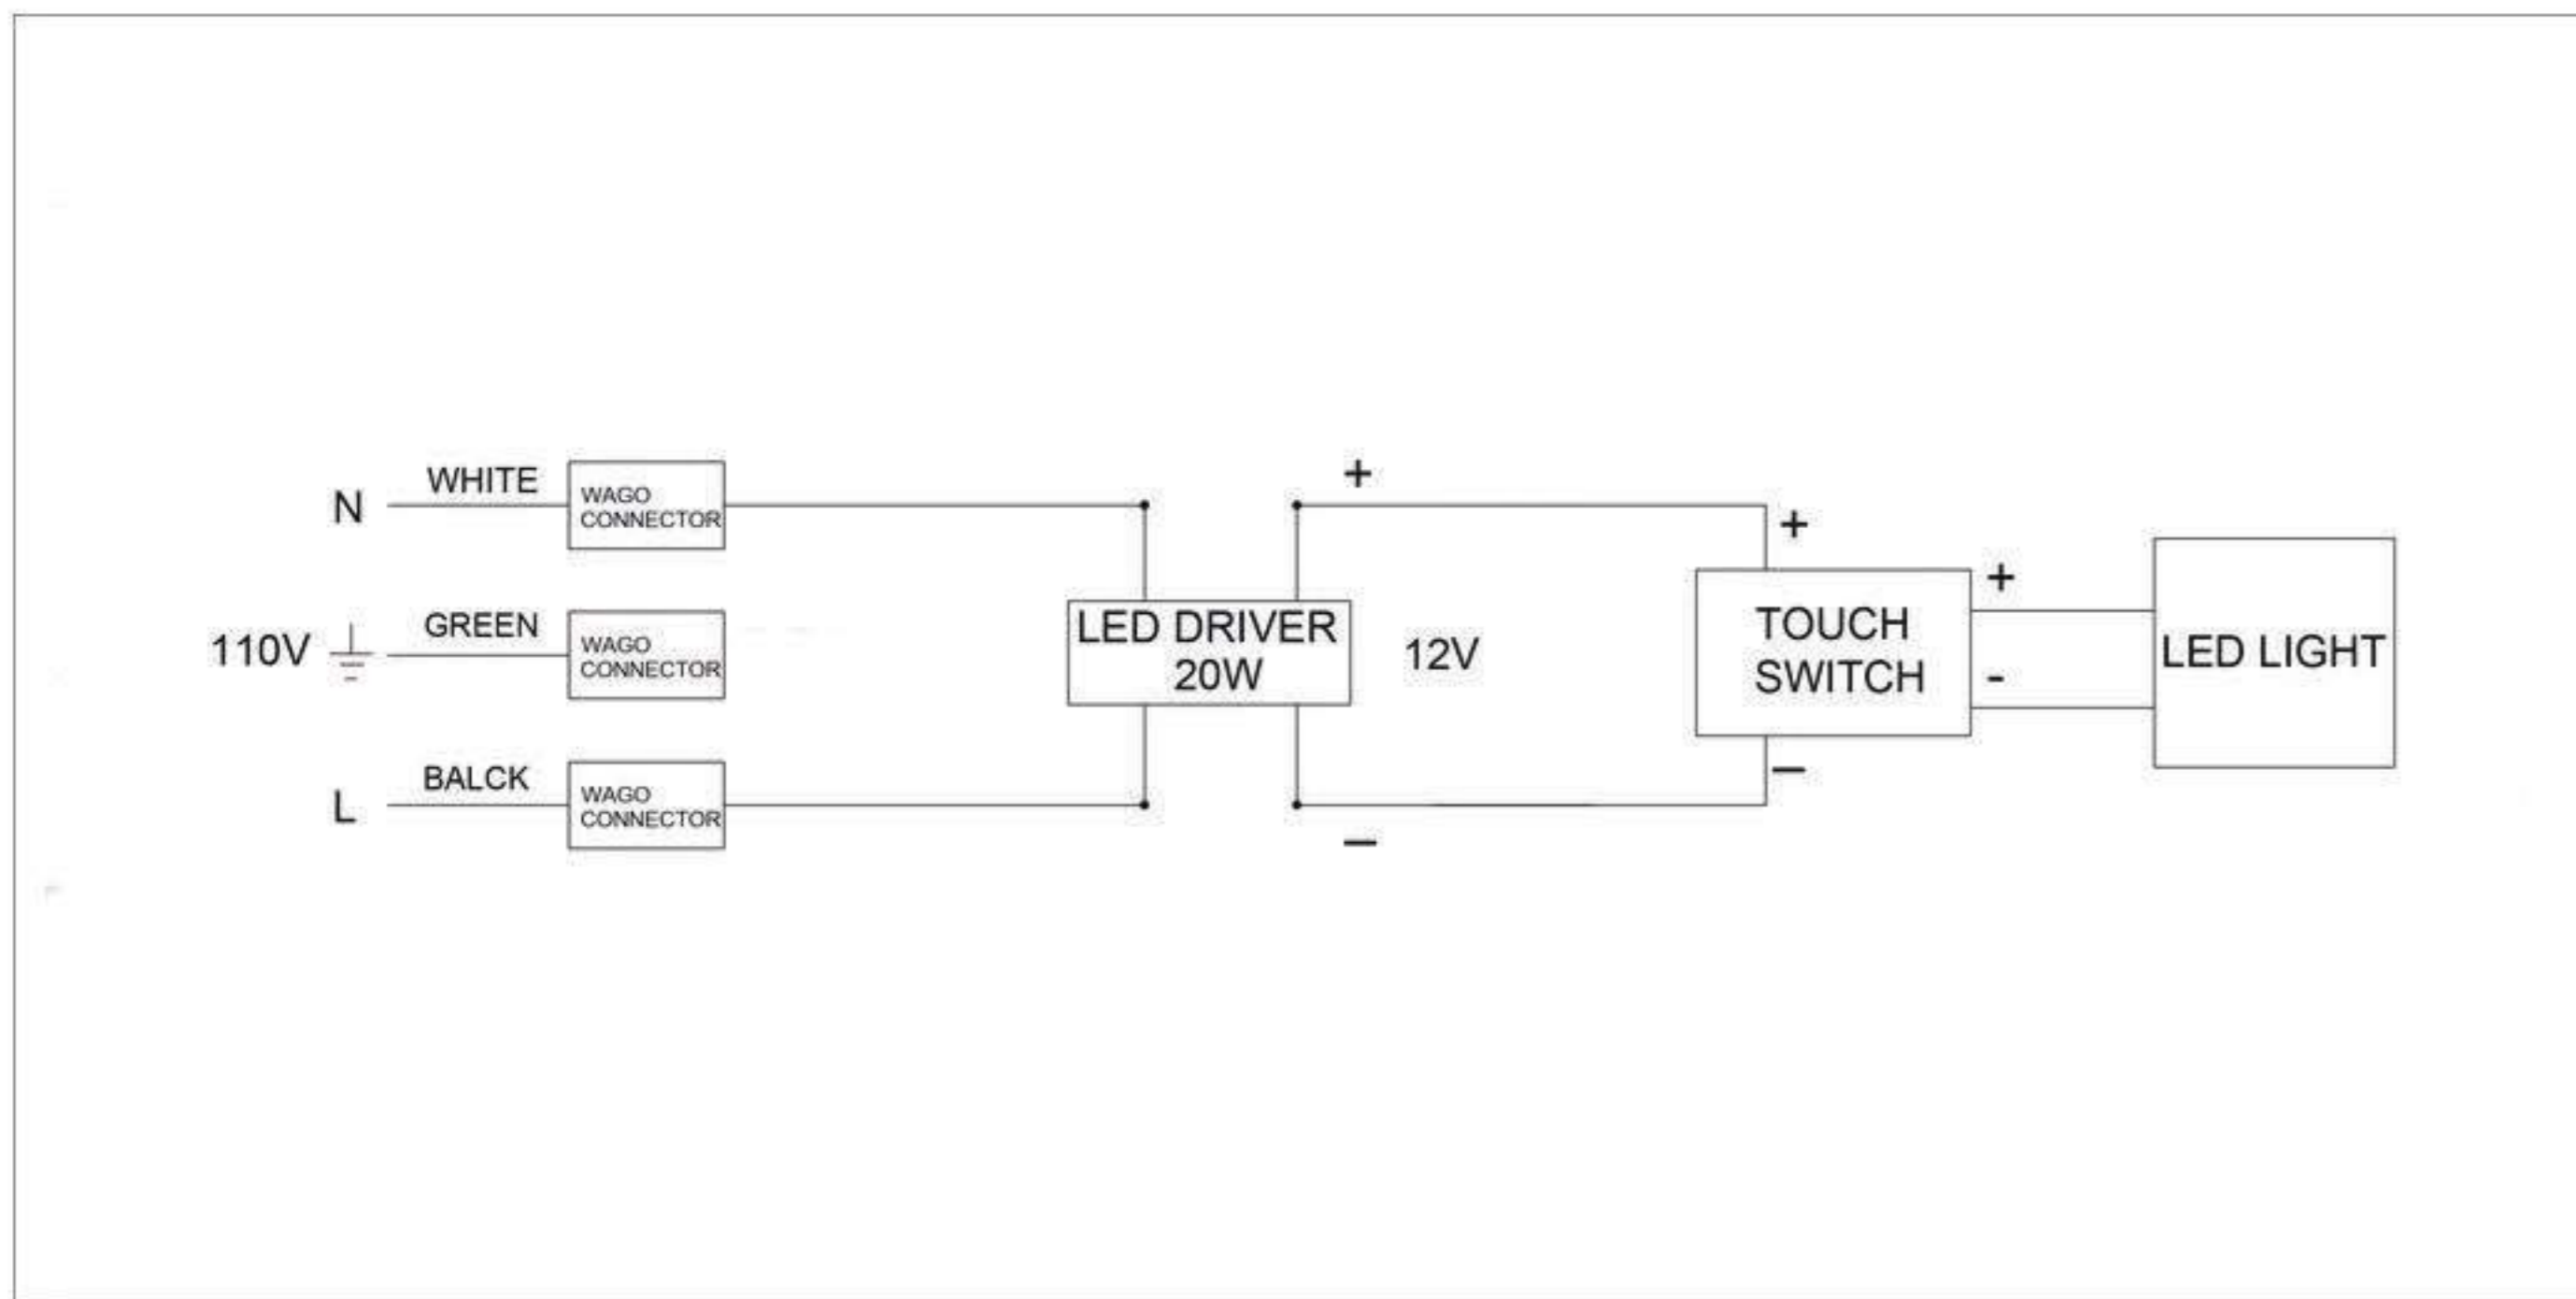 N
WHITE
WAGO
CONNECTOR
110V
GREEN
WAGO
CONNECTOR
L
BALCK
WAGO
CONNECTOR
LED DRIVER
20W
+
12V
−
+
TOUCH
SWITCH
−
+
-
LED LIGHT